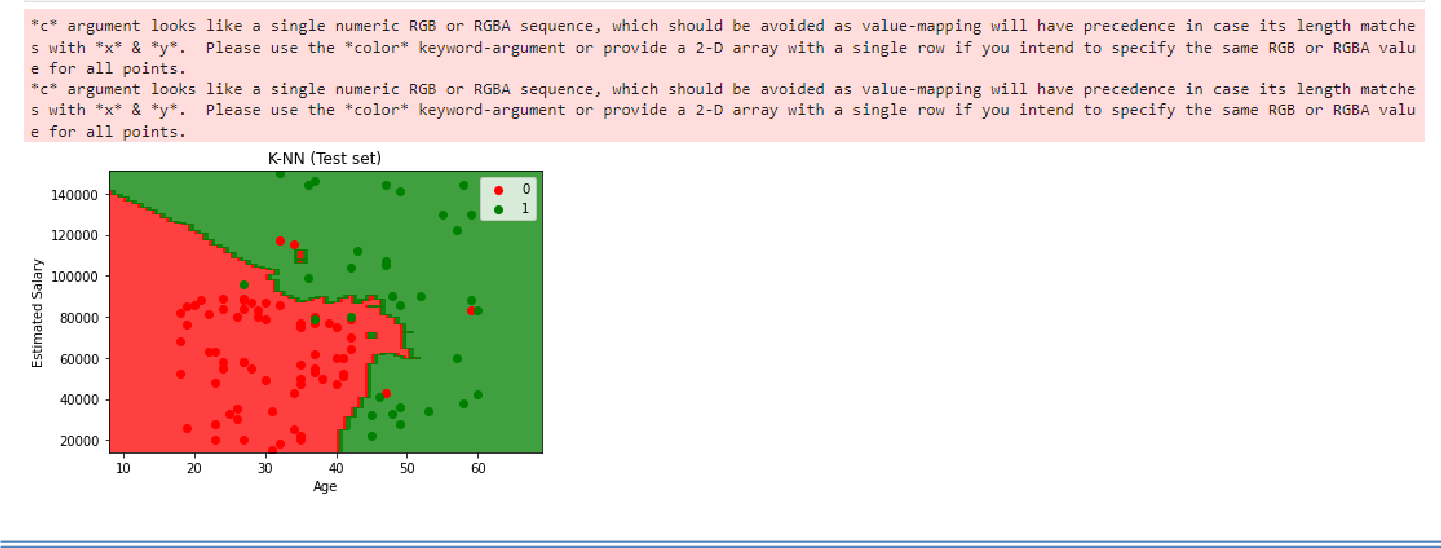 *c* argument looks like a single numeric RGB or RGBA sequence, which should be avoided as value-mapping will have precedence in case its length matche
s with *x* & *y*.  Please use the *color* keyword-argument or provide a 2-D array with a single row if you intend to specify the same RGB or RGBA valu
e for all points.
*c* argument looks like a single numeric RGB or RGBA sequence, which should be avoided as value-mapping will have precedence in case its length matche
s with *x* & *y*.  Please use the *color* keyword-argument or provide a 2-D array with a single row if you intend to specify the same RGB or RGBA valu
e for all points.
K-NN (Test set)
0
1
140000
120000
100000
80000
60000
40000
20000
Estimated Salary
10 20 30 40 50 60
Age